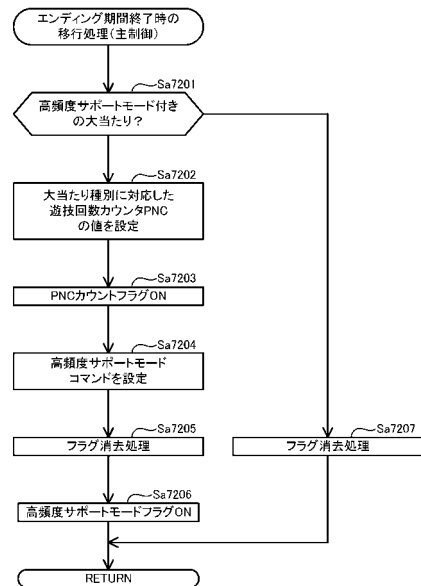 エンディング期間終了時の
移行処理(主制御)
Sa7201
高頻度サポートモード付き
の大当たり?
Sa7202
大当たり種別に対応した
遊技回数カウンタPNC
の値を設定
Sa7203
PNCカウントフラグON
Sa7204
高頻度サポートモード
コマンドを設定
Sa7205
フラグ消去処理
Sa7207
フラグ消去処理
Sa7206
高頻度サポートモードフラグON
RETURN